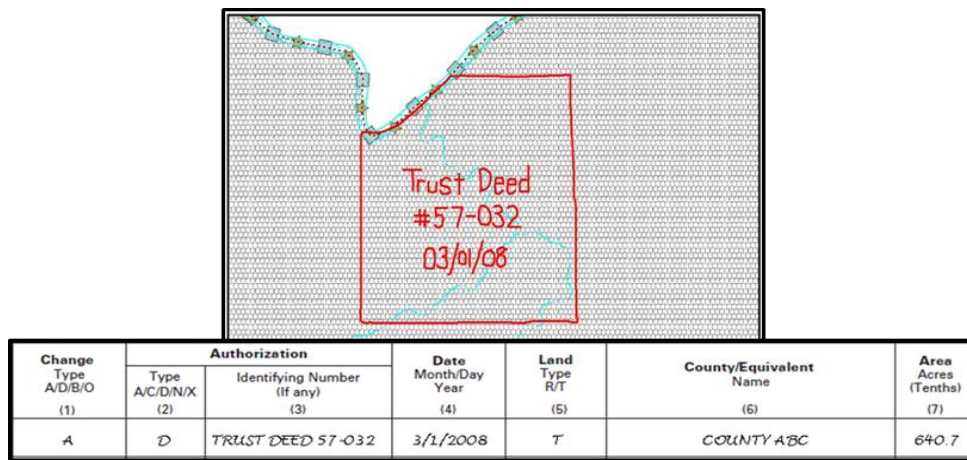 Trust Deed
#57-032
03/01/08
Change Type A/D/B/O (1)
Authorization
Type A/C/D/N/X (2)
Identifying Number (If any) (3)
Date Month/Day Year (4)
Land Type R/T (5)
County/Equivalent Name (6)
Area Acres (Tenths) (7)
A D TRUST DEED 57-032 3/1/2008 T COUNTY ABC 640.7